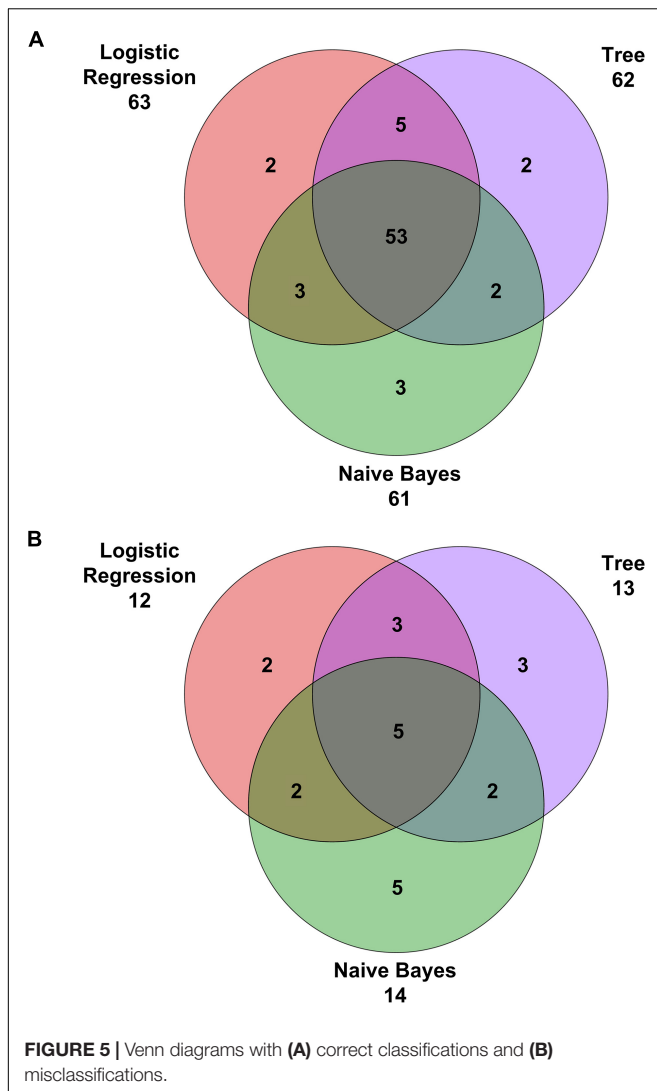 A
Logistic
Regression
63
Tree
62
5
2
2
53
3
2
3
Naive Bayes
61
B
Logistic
Regression
12
Tree
13
3
2
3
5
2
2
5
Naive Bayes
14
FIGURE 5 | Venn diagrams with (A) correct classifications and (B)
misclassifications.